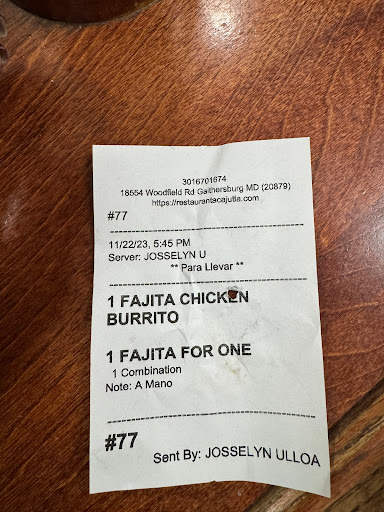 3016701674
18554 Woodfield Rd Gaithersburg MD (20879)
https://restaurantacajutla.com
#77
11/22/23, 5:45 PM
Server: JOSSELYN U
** Para Llevar **
1 FAJITA CHICKEN
BURRITO
1 FAJITA FOR ONE
1 Combination
Note: A Mano
#77
Sent By: JOSSELYN ULLOA